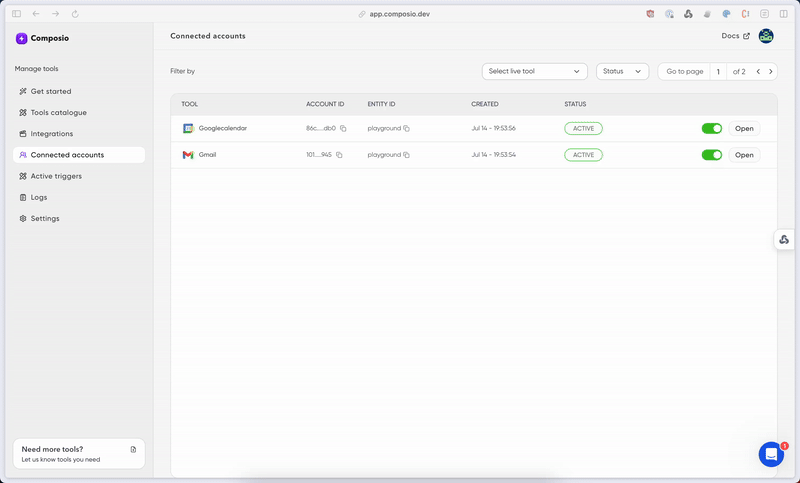 app.composio.dev
Composio
Connected accounts
Docs
Manage tools
Filter by
Select live tool
Status
Go to page 1 of 2
Get started
Tools catalogue
Integrations
Connected accounts
Active triggers
Logs
Settings
TOOL ACCOUNT ID ENTITY ID CREATED STATUS
Googlecalendar 86c....db0 playground Jul 14 - 19:53:56 ACTIVE Open
Gmail 101....945 playground Jul 14 - 19:53:54 ACTIVE Open
Need more tools?
Let us know tools you need
1